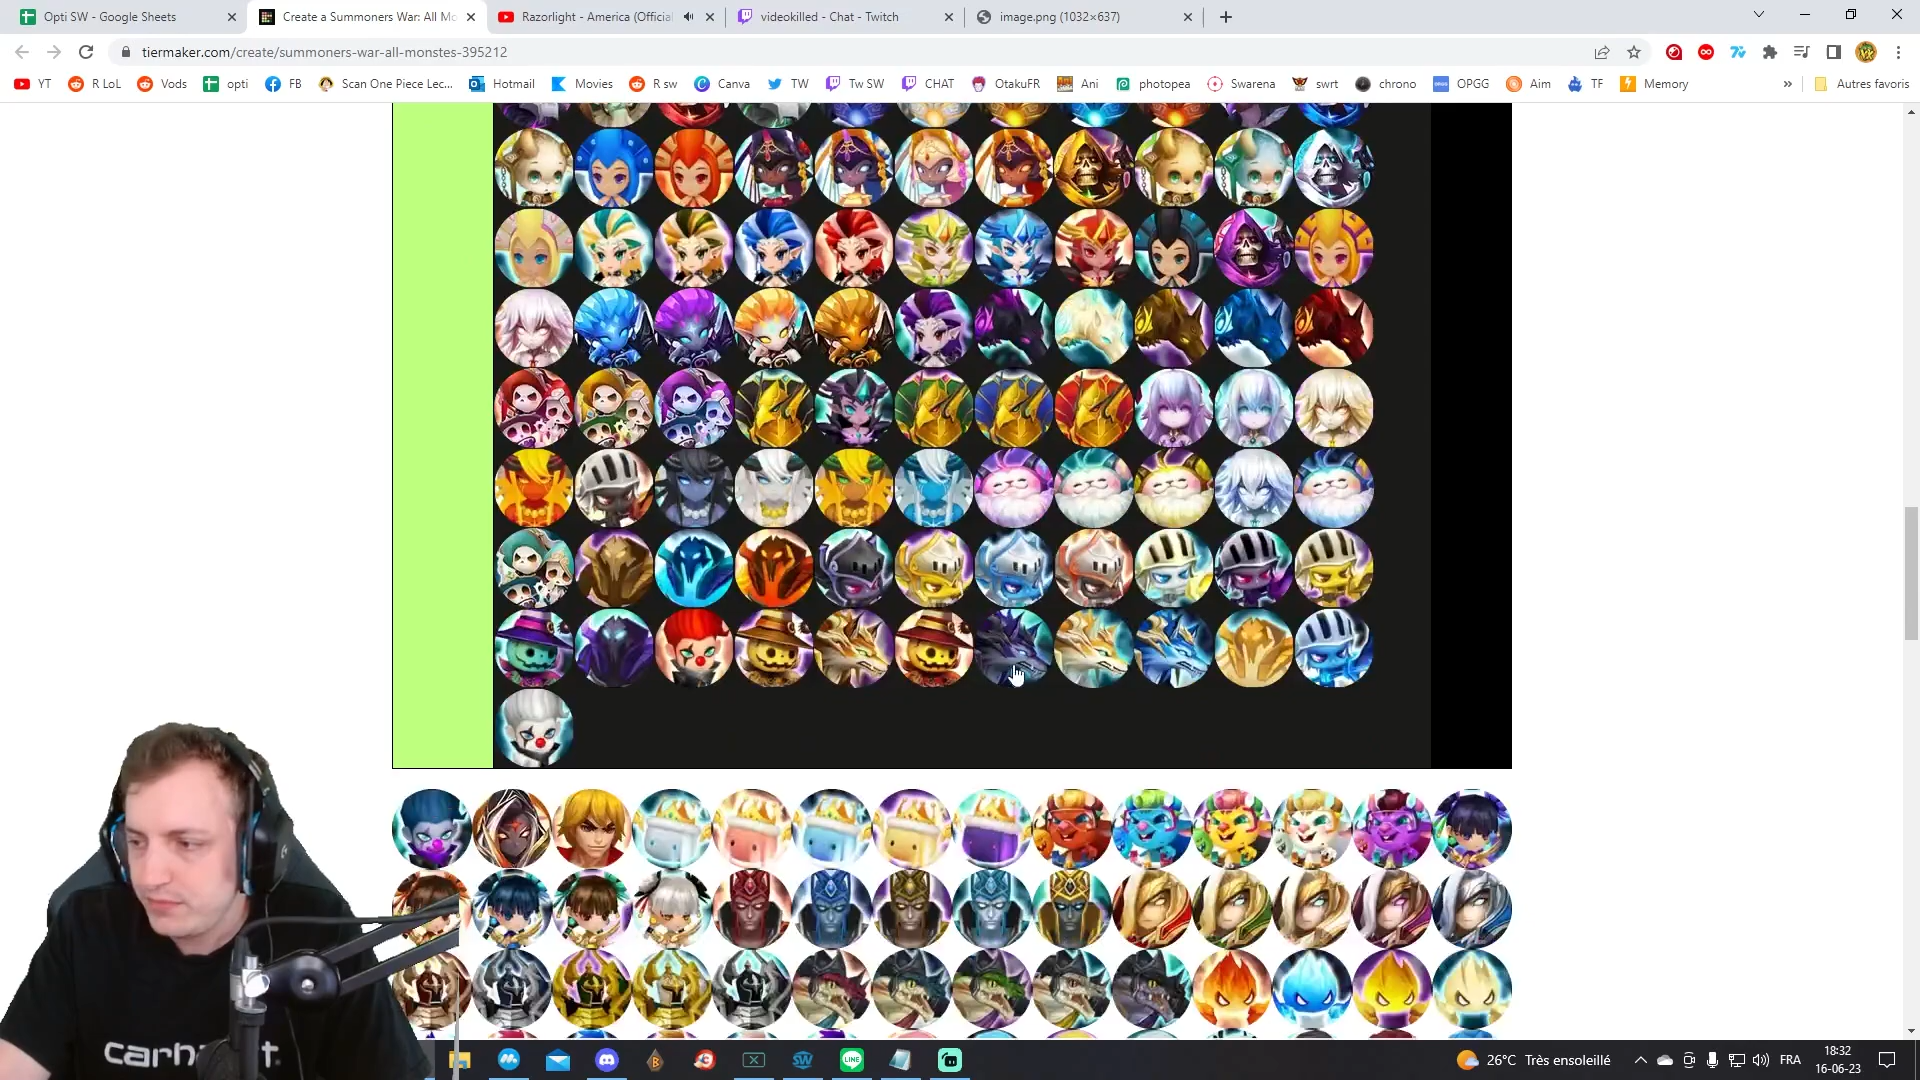 Opti SW - Google Sheets
Create a Summoners War: All Mo
Razorlight - America (Official
videokilled - Chat - Twitch
image.png (1032×637)
tiermaker.com/create/summoners-war-all-monstes-395212
YT
R LoL
Vods
opti
FB
Scan One Piece Lec...
Hotmail
Movies
R sw
Canva
TW
Tw SW
CHAT
OtakuFR
Ani
photopea
Swarena
swrt
chrono
OPGG
Aim
TF
Memory
»
Autres favoris
26°C Très ensoleillé
FRA
18:32
16-06-23